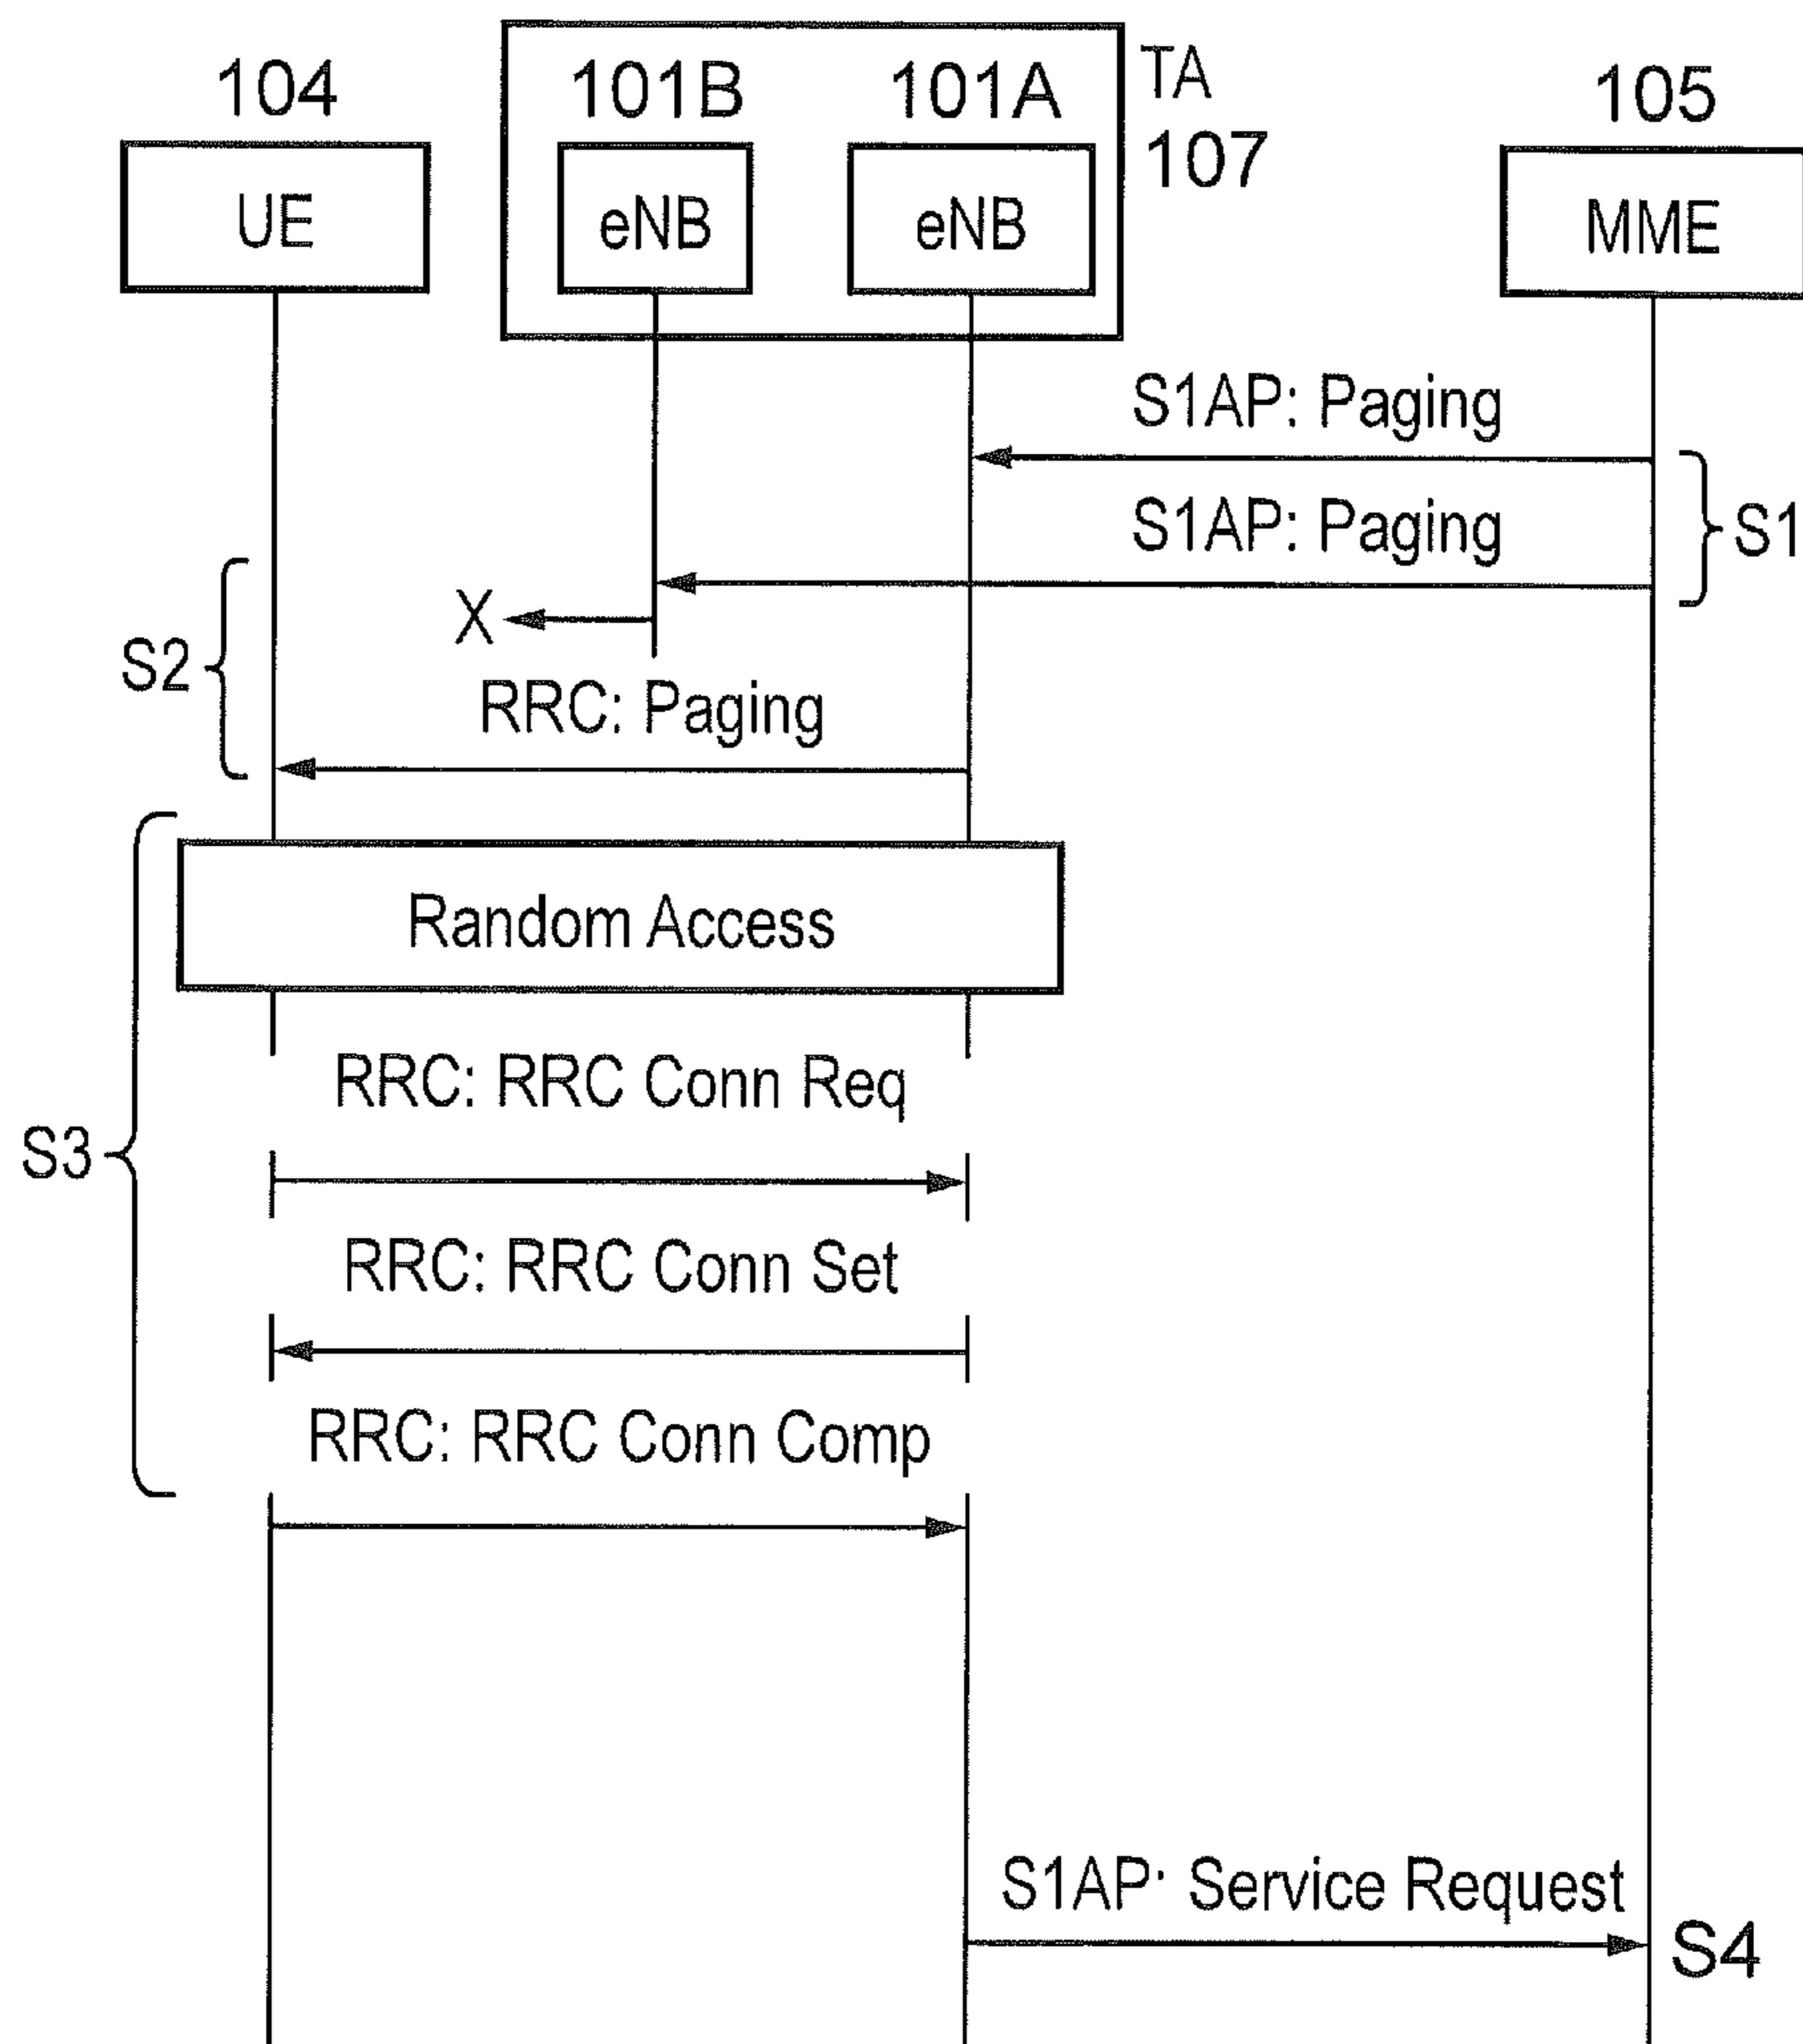 104
101B
101A
TA
107
105
UE
eNB
eNB
MME
S1AP: Paging
S1AP: Paging
S1
X
S2
RRC: Paging
Random Access
RRC: RRC Conn Req
S3
RRC: RRC Conn Set
RRC: RRC Conn Comp
S1AP: Service Request
S4